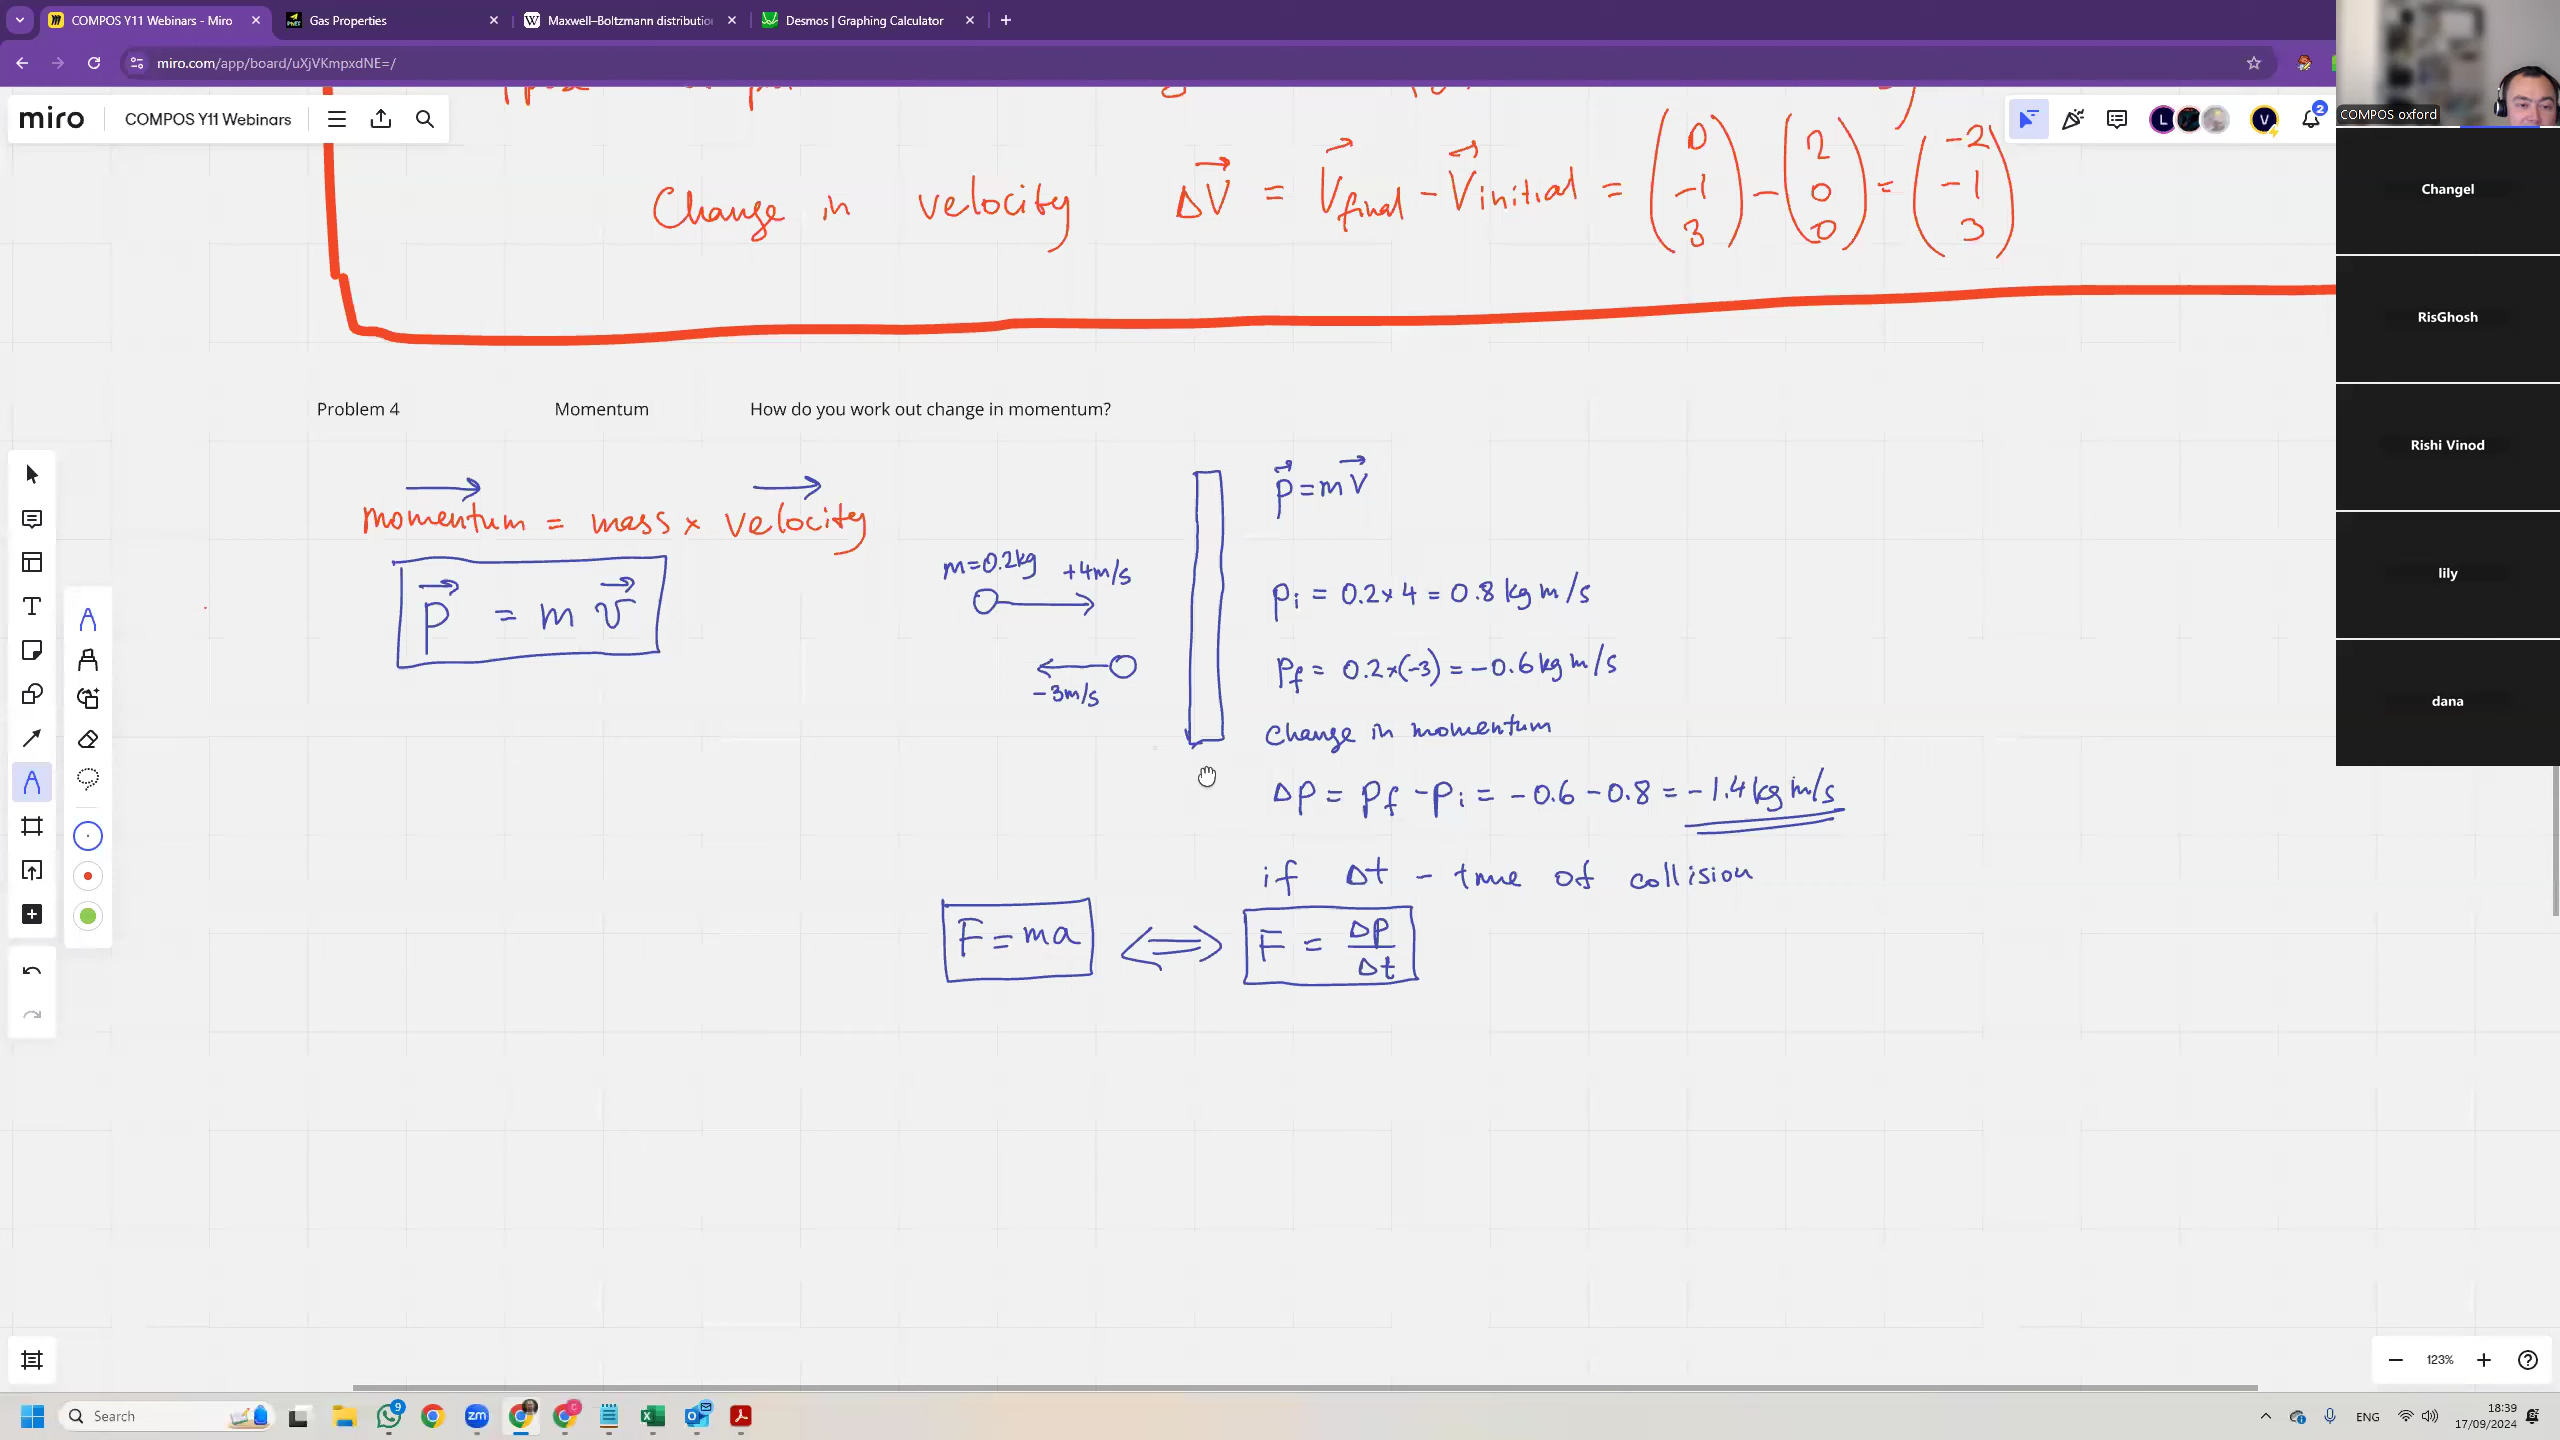 COMPOS Y11 Webinars - Miro
Gas Properties
Maxwell–Boltzmann distributio
Desmos | Graphing Calculator
miro.com/app/board/uXjVKmpxdNE=/
miro
COMPOS Y11 Webinars
L
V
2
COMPOS oxford
Changel
RisGhosh
Rishi Vinod
lily
dana
Change in velocity ΔV⃗ = V⃗final - V⃗initial = (0 -1 3) - (2 0 0) = (-2 -1 3)
Problem 4 Momentum How do you work out change in momentum?
momentum = mass × velocity
p⃗ = m v⃗
m=0.2kg +4m/s
-3m/s
p⃗ = m v⃗
pi = 0.2×4 = 0.8 kg m/s
pf = 0.2×(-3) = -0.6 kg m/s
change in momentum
Δp = pf - pi = -0.6 - 0.8 = -1.4 kg m/s
if Δt - time of collision
F = ma ⟺ F = Δp/Δt
123%
Search
9
zm
ENG
18:39
17/09/2024